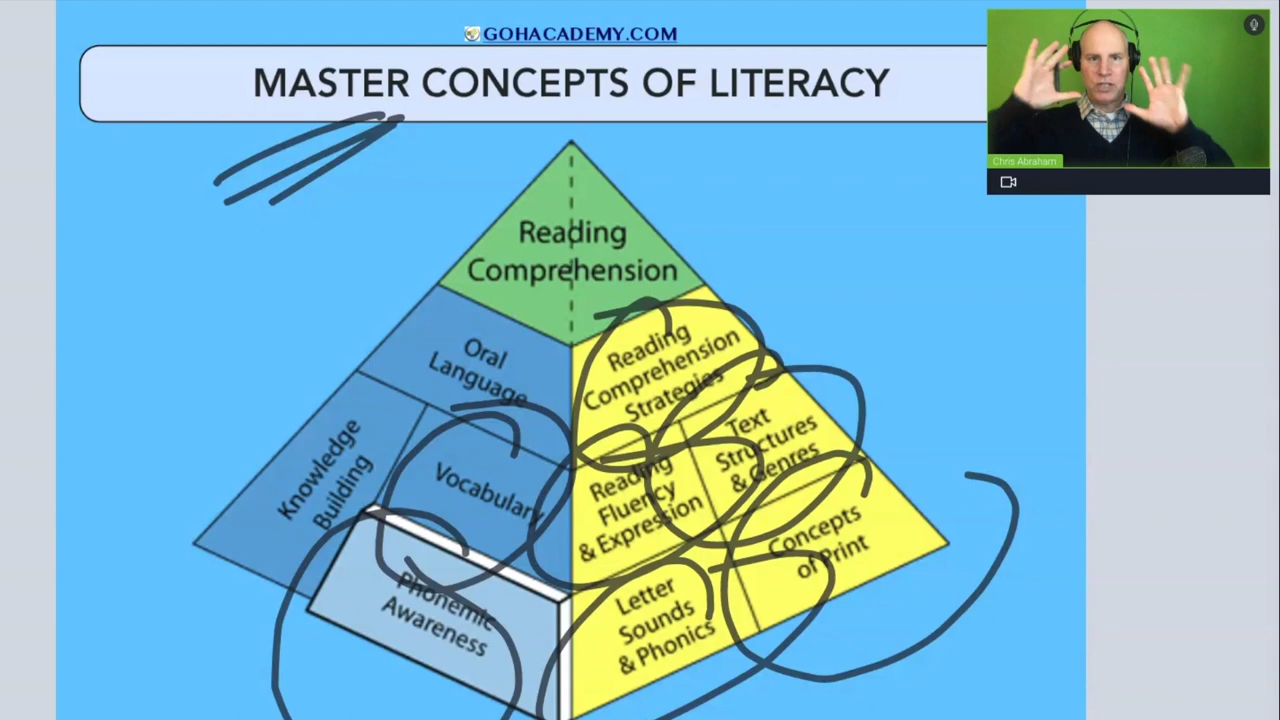 GOHACADEMY.COM
MASTER CONCEPTS OF LITERACY
Chris Abraham
Reading
Comprehension
Oral
Language
Knowledge
Building
Vocabulary
Phonemic
Awareness
Reading
Comprehension
Strategies
Text
Structures
& Genres
Reading
Fluency
& Expression
Concepts
of Print
Letter
Sounds
& Phonics